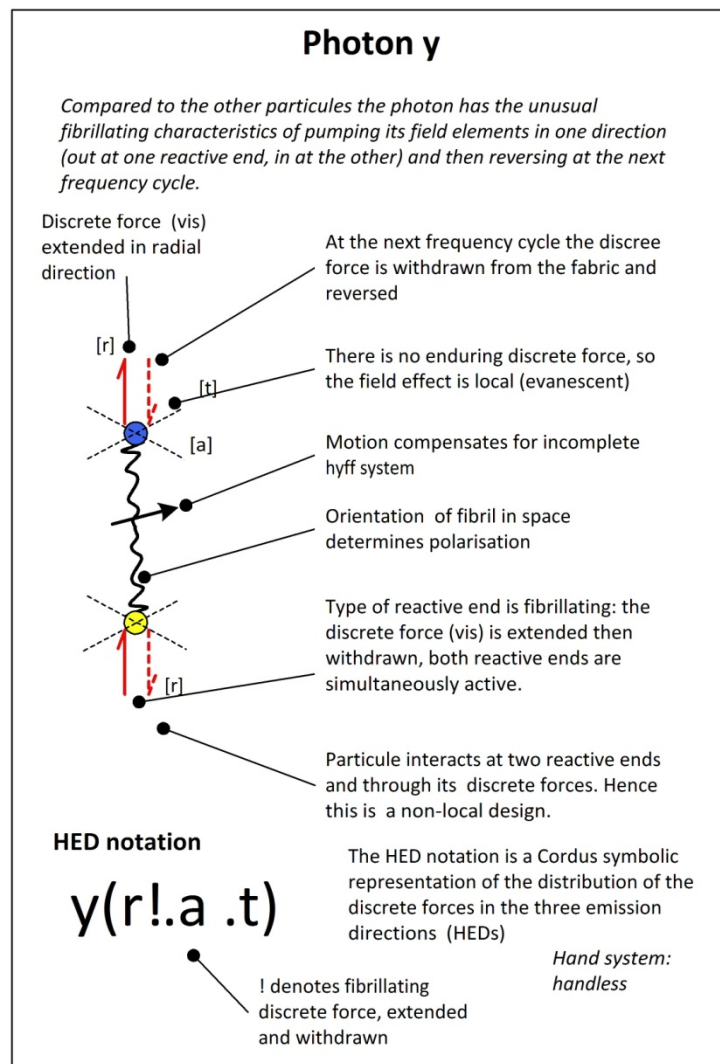 Photon y
Compared to the other particules the photon has the unusual
fibrillating characteristics of pumping its field elements in one direction
(out at one reactive end, in at the other) and then reversing at the next
frequency cycle.
Discrete force (vis)
extended in radial
direction
At the next frequency cycle the discree
force is withdrawn from the fabric and
reversed
[r]
There is no enduring discrete force, so
the field effect is local (evanescent)
[t]
[a]
Motion compensates for incomplete
hyff system
Orientation of fibril in space
determines polarisation
Type of reactive end is fibrillating: the
discrete force (vis) is extended then
withdrawn, both reactive ends are
simultaneously active.
[r]
Particule interacts at two reactive ends
and through its discrete forces. Hence
this is a non-local design.
HED notation
y(r!.a .t)
The HED notation is a Cordus symbolic
representation of the distribution of the
discrete forces in the three emission
directions (HEDs)
Hand system:
handless
! denotes fibrillating
discrete force, extended
and withdrawn